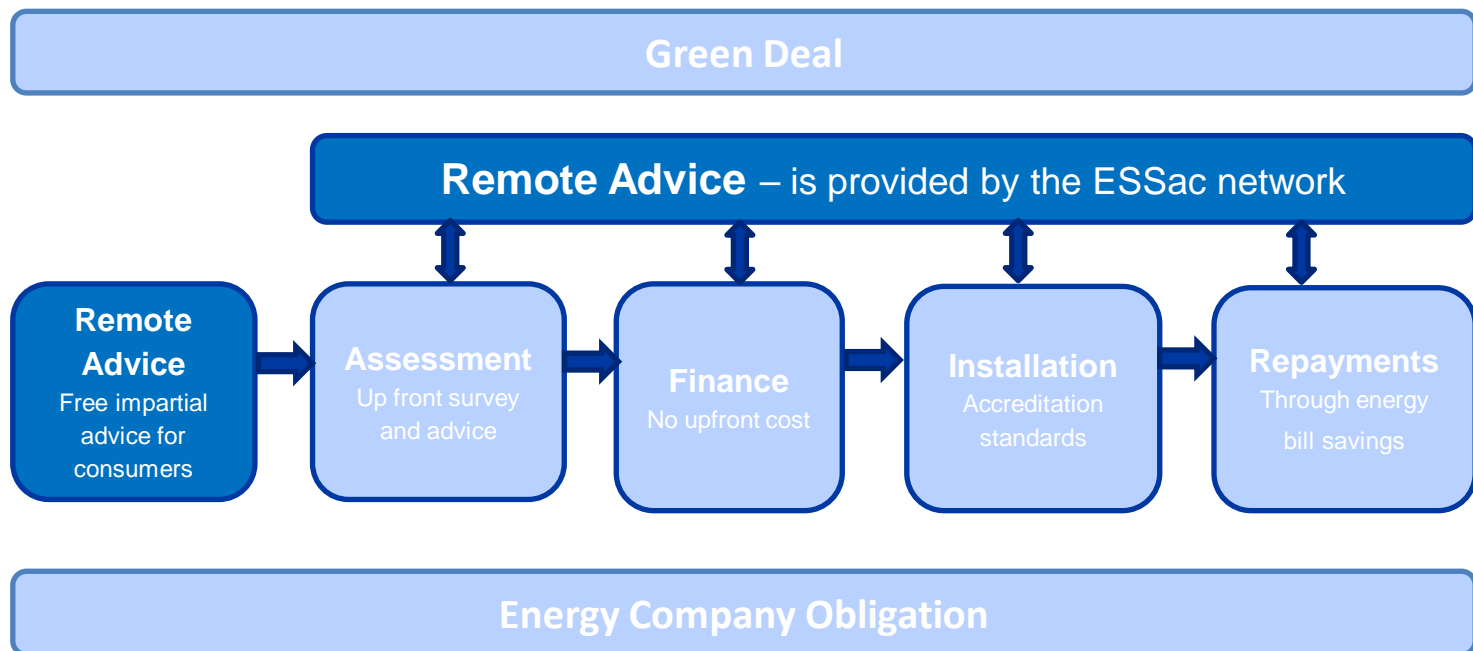 Green Deal
Remote Advice – is provided by the ESSac network
Remote
Advice
Free impartial
advice for
consumers
Assessment
Up front survey
and advice
Finance
No upfront cost
Installation
Accreditation
standards
Repayments
Through energy
bill savings
Energy Company Obligation